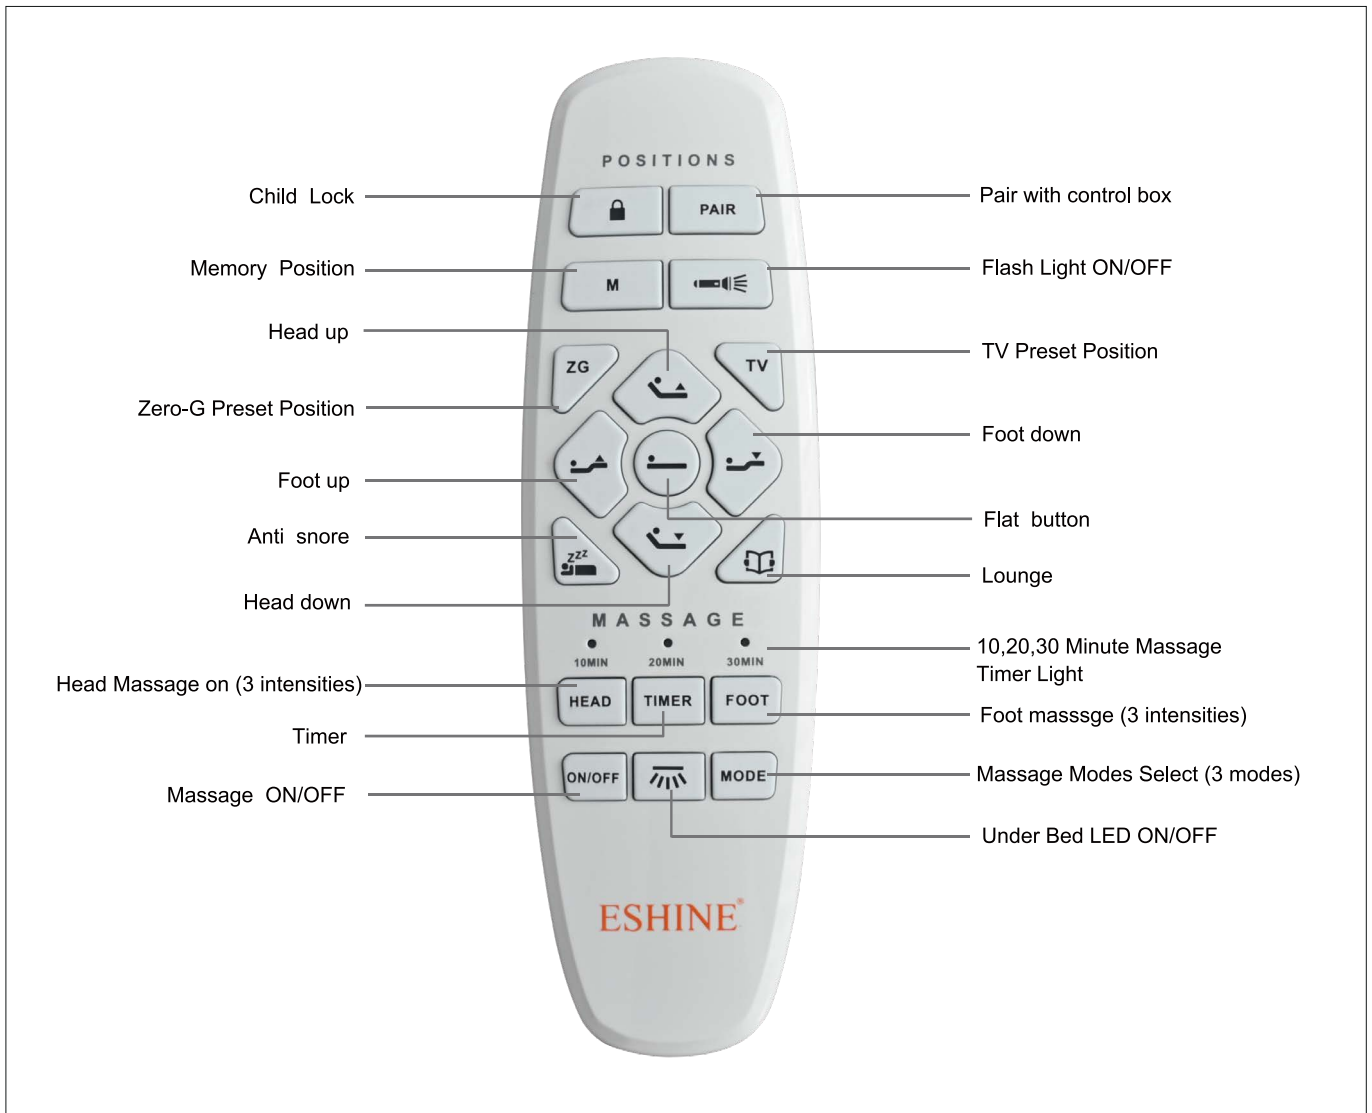 POSITIONS
Child Lock
PAIR
Pair with control box
Memory Position
M
Flash Light ON/OFF
Head up
ZG
TV
TV Preset Position
Zero-G Preset Position
Foot down
Foot up
Flat button
Anti snore
zzz
Lounge
Head down
MASSAGE
10MIN 20MIN 30MIN
10,20,30 Minute Massage
Timer Light
Head Massage on (3 intensities)
HEAD TIMER FOOT
Foot masssge (3 intensities)
Timer
Massage ON/OFF
ON/OFF
MODE
Massage Modes Select (3 modes)
Under Bed LED ON/OFF
ESHINE®